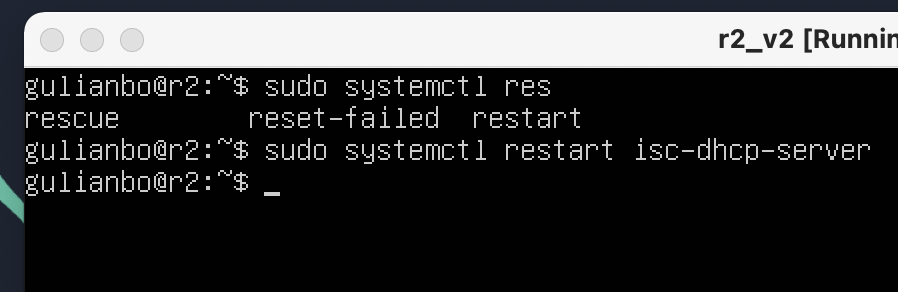 r2_v2 [Runnin
gulianbo@r2:~$ sudo systemctl res
rescue        reset-failed  restart
gulianbo@r2:~$ sudo systemctl restart isc-dhcp-server
gulianbo@r2:~$ _